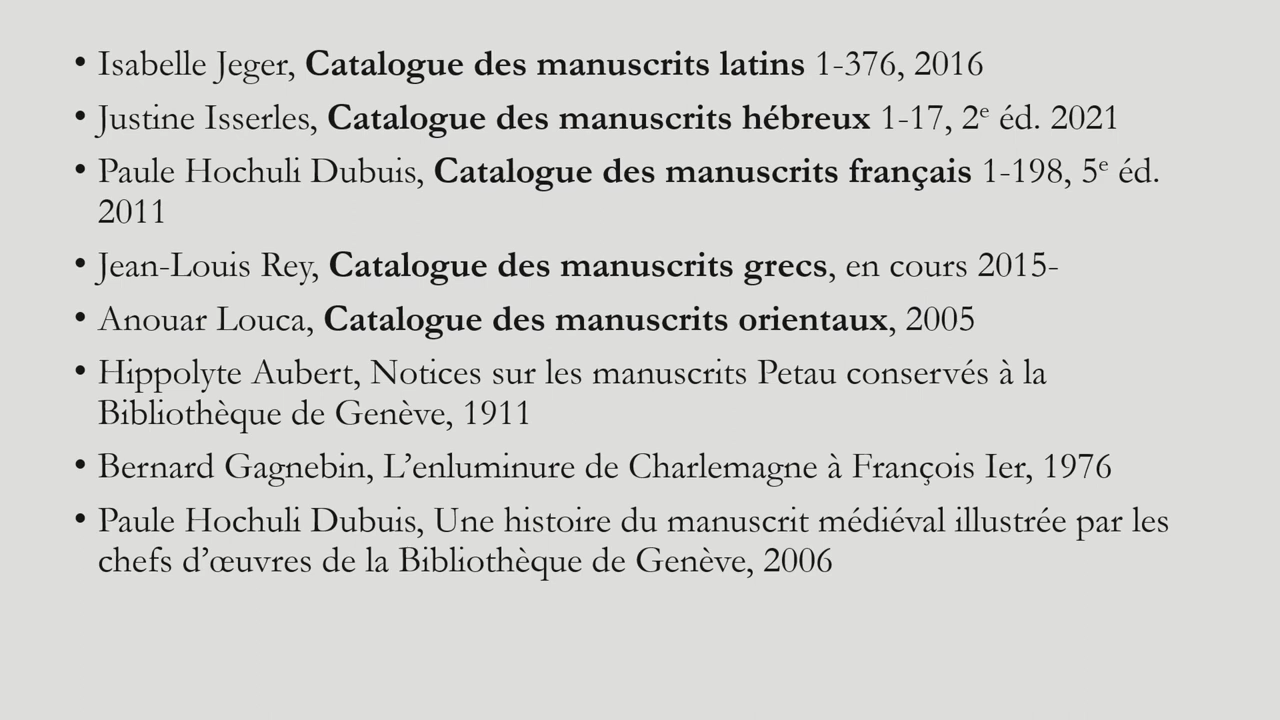 • Isabelle Jeger, Catalogue des manuscrits latins 1-376, 2016
• Justine Isserles, Catalogue des manuscrits hébreux 1-17, 2ᵉ éd. 2021
• Paule Hochuli Dubuis, Catalogue des manuscrits français 1-198, 5ᵉ éd.
2011
• Jean-Louis Rey, Catalogue des manuscrits grecs, en cours 2015-
• Anouar Louca, Catalogue des manuscrits orientaux, 2005
• Hippolyte Aubert, Notices sur les manuscrits Petau conservés à la
Bibliothèque de Genève, 1911
• Bernard Gagnebin, L’enluminure de Charlemagne à François Ier, 1976
• Paule Hochuli Dubuis, Une histoire du manuscrit médiéval illustrée par les
chefs d’œuvres de la Bibliothèque de Genève, 2006